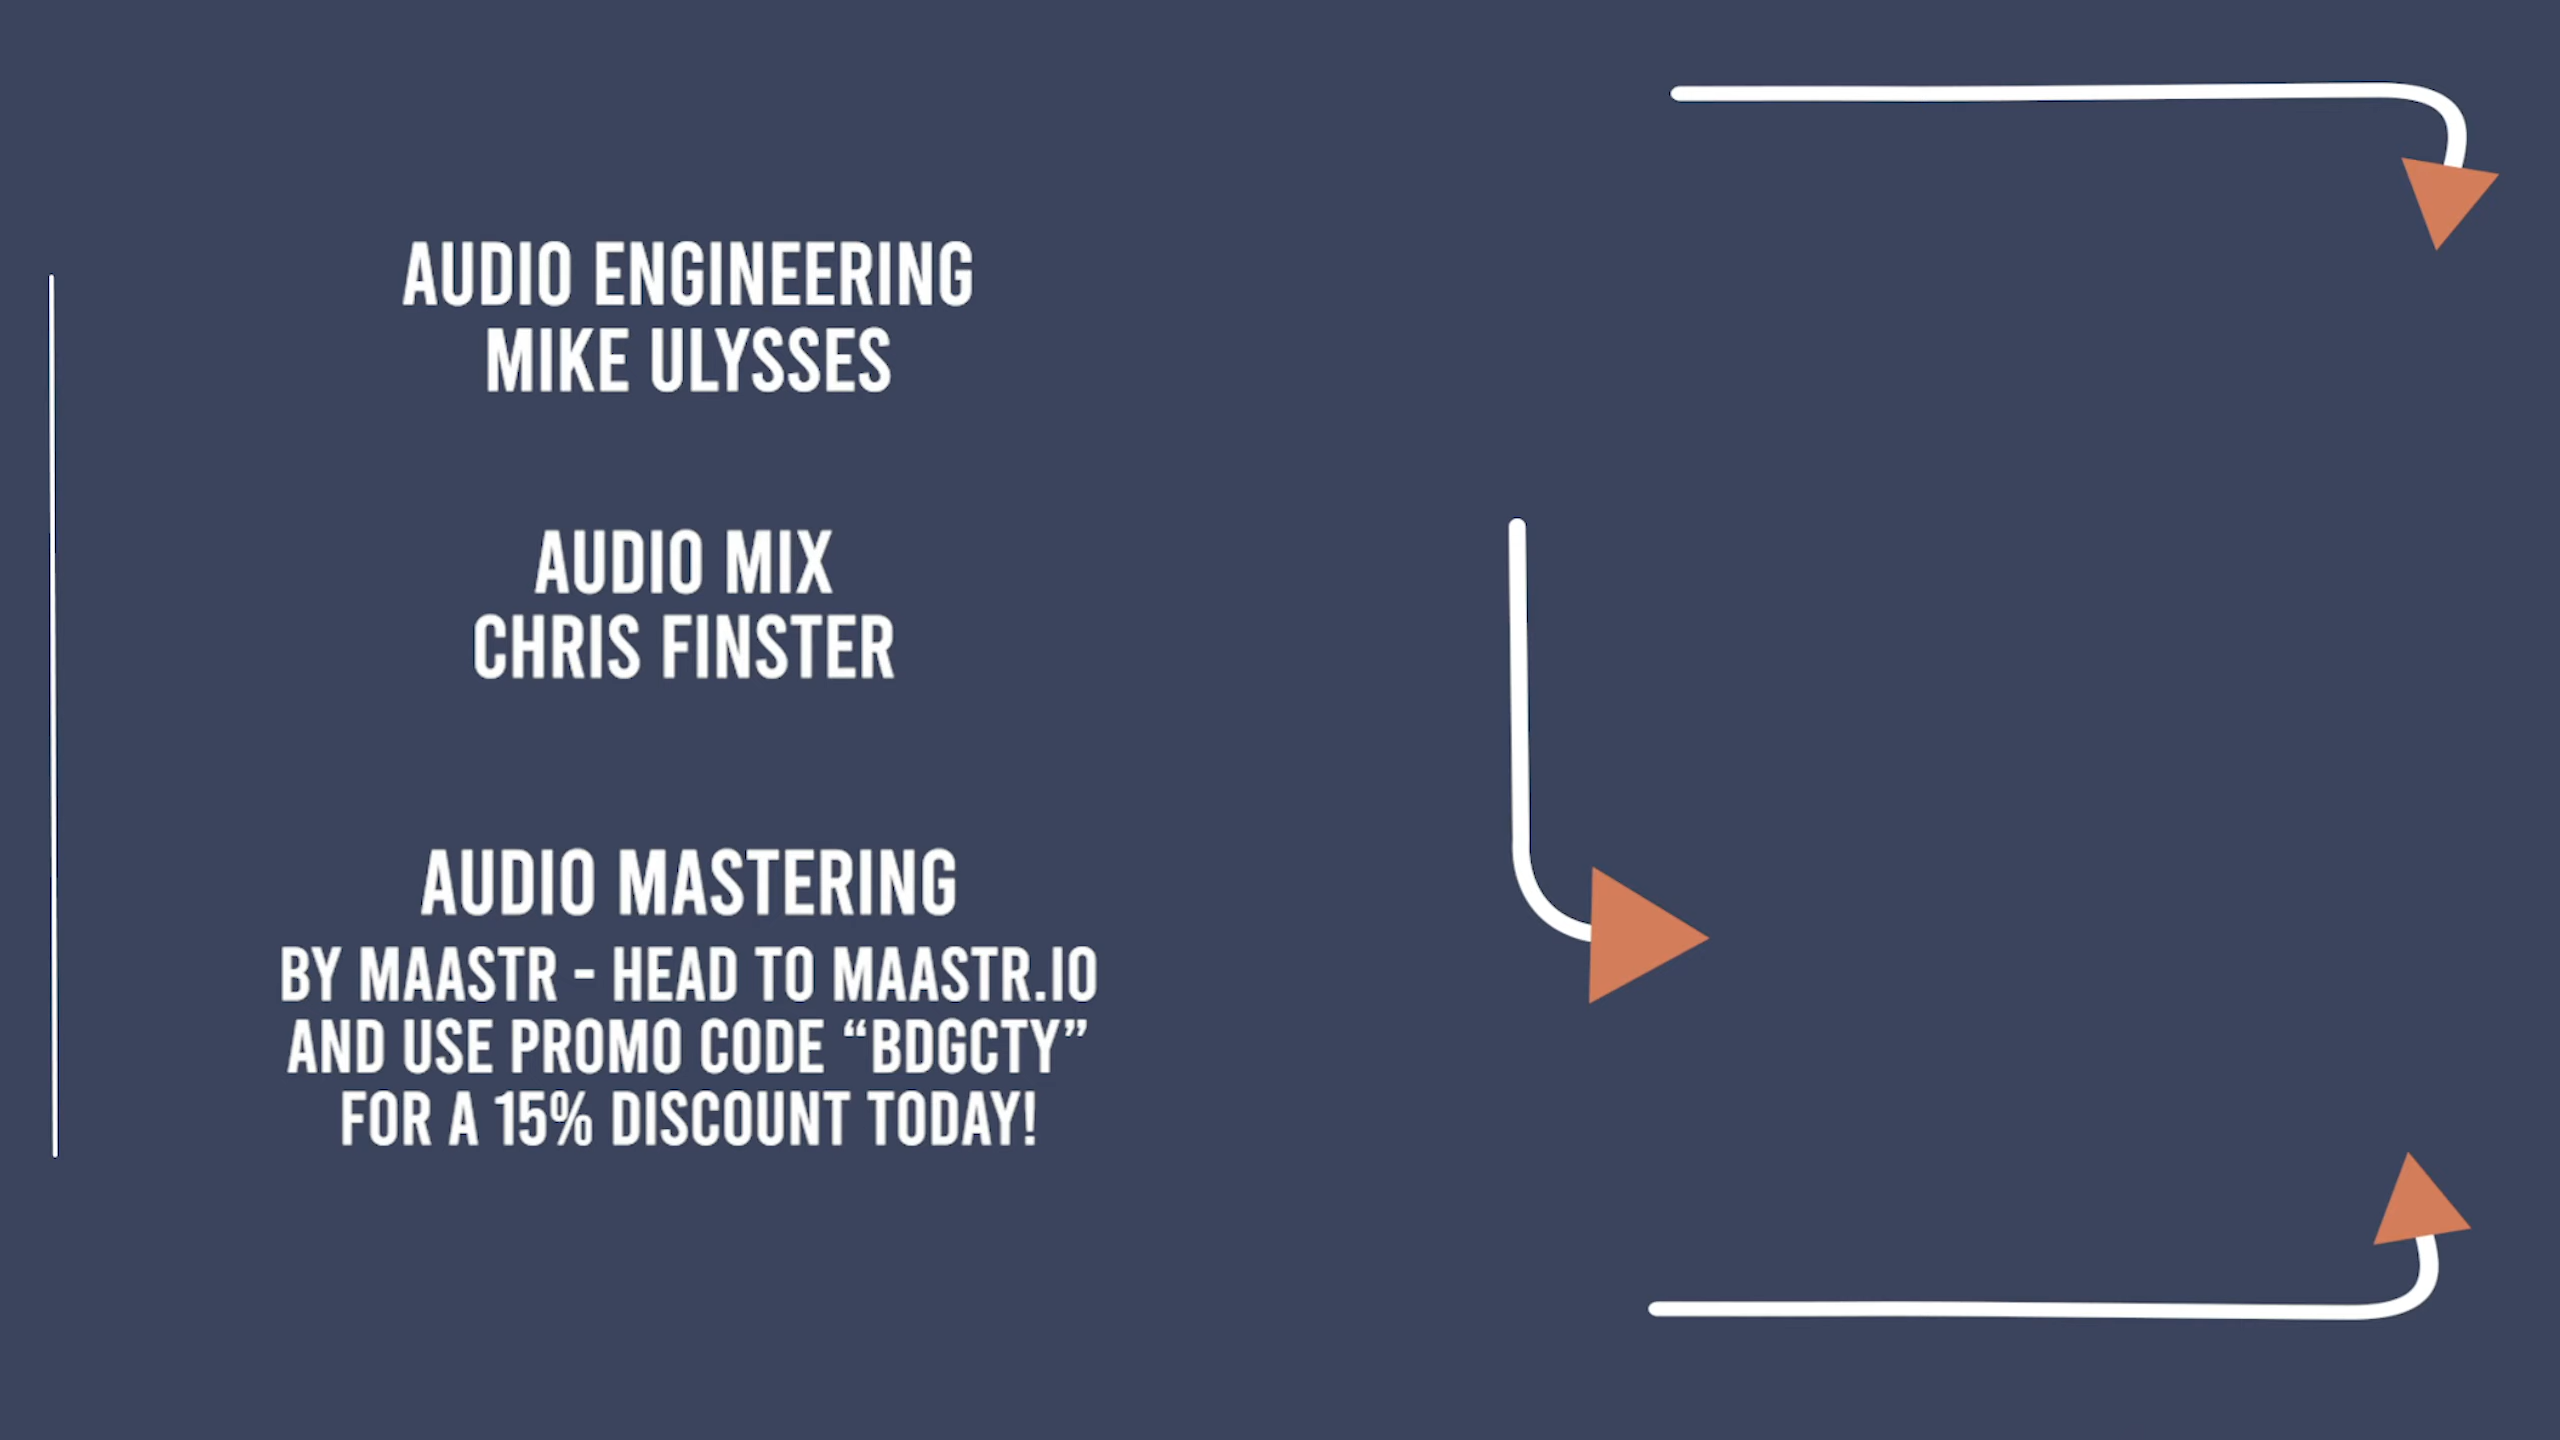 AUDIO ENGINEERING
MIKE ULYSSES
AUDIO MIX
CHRIS FINSTER
AUDIO MASTERING
BY MAASTR - HEAD TO MAASTR.IO
AND USE PROMO CODE “BDGCTY”
FOR A 15% DISCOUNT TODAY!